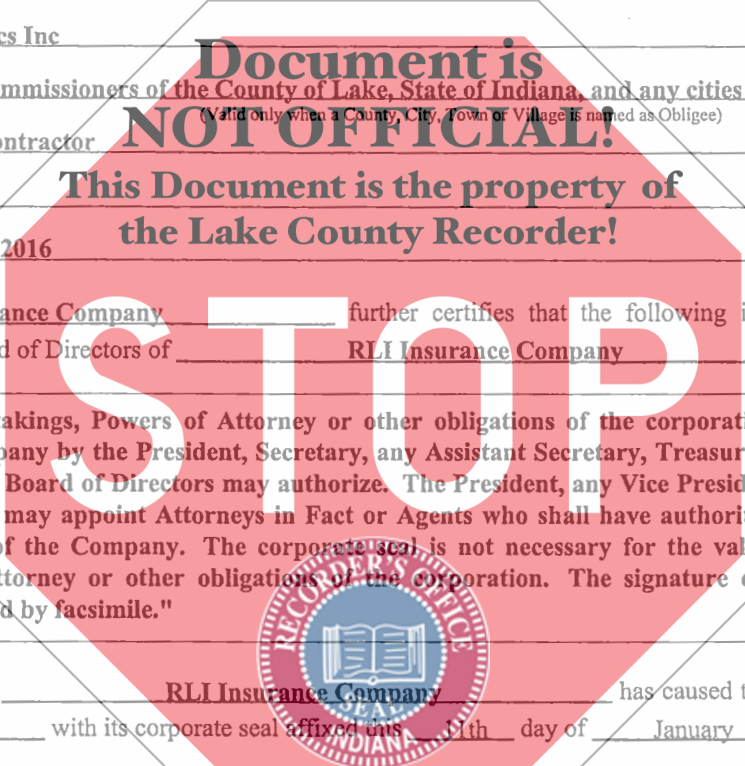 cs Inc
Document is
mmissioners of the County of Lake, State of Indiana, and any cities
(Valid only when a County, City, Town or Village is named as Obligee)
NOT OFFICIAL!
ontractor
This Document is the property of
the Lake County Recorder!
2016
ance Company further certifies that the following i
d of Directors of RLI Insurance Company
STOP
takings, Powers of Attorney or other obligations of the corporati
pany by the President, Secretary, any Assistant Secretary, Treasur
Board of Directors may authorize. The President, any Vice Presid
may appoint Attorneys in Fact or Agents who shall have authorit
of the Company. The corporate seal is not necessary for the val
ttorney or other obligations of the corporation. The signature
d by facsimile."
RECORDER'S OFFICE
RLI Insurance Company has caused t
SEAL
with its corporate seal affixed this 11th day of January
INDIANA